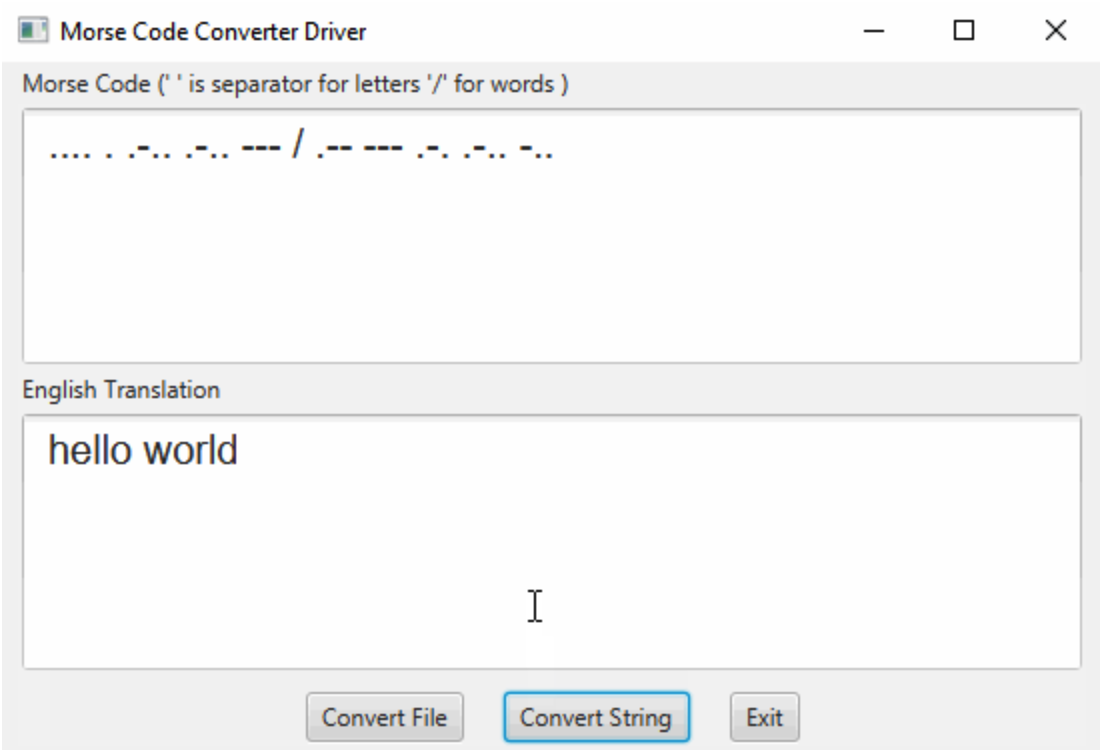 Morse Code Converter Driver
Morse Code (' ' is separator for letters '/' for words )
.... . .-.. .-.. --- / .-- --- .-. .-.. -..
English Translation
hello world
Convert File Convert String Exit